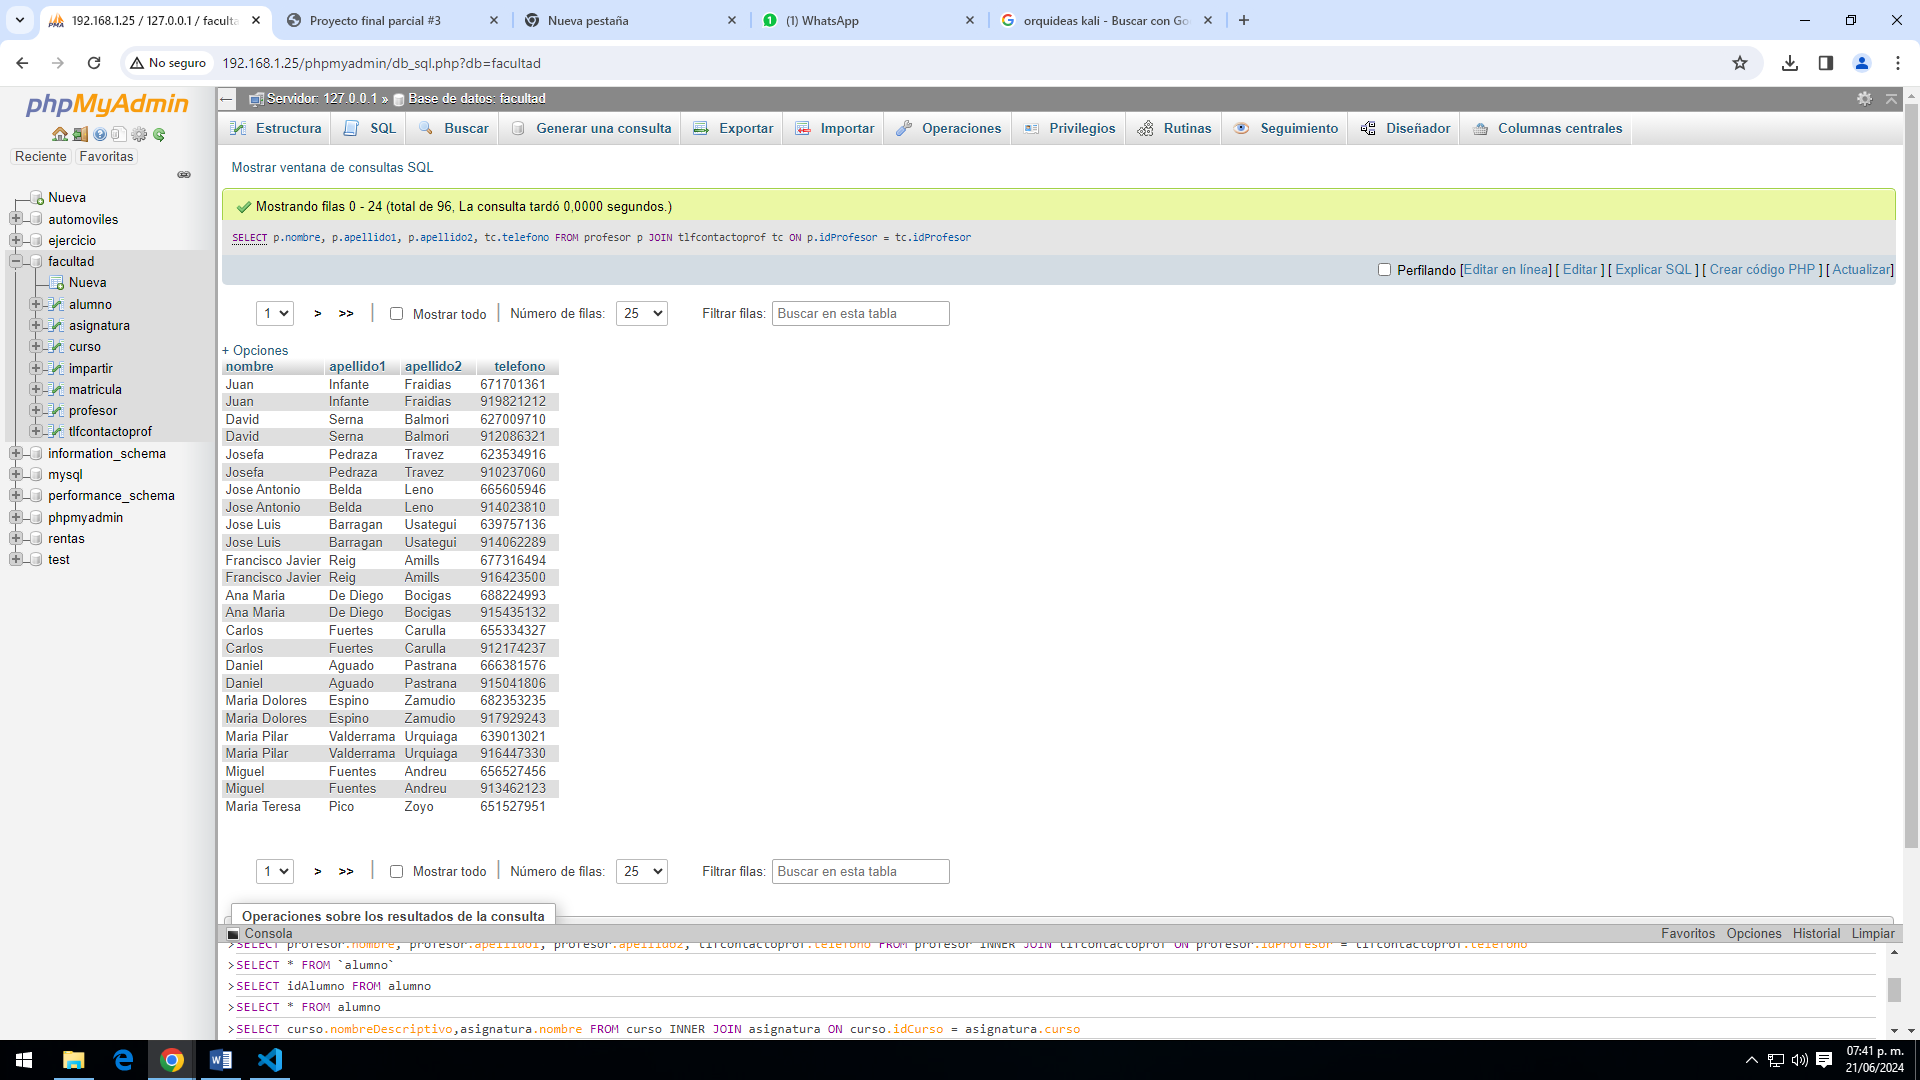 192.168.1.25 / 127.0.0.1 / faculta
Proyecto final parcial #3
Nueva pestaña
(1) WhatsApp
orquideas kali - Buscar con Go
No seguro
192.168.1.25/phpmyadmin/db_sql.php?db=facultad
phpMyAdmin
Reciente Favoritas
Nueva
automoviles
ejercicio
facultad
Nueva
alumno
asignatura
curso
impartir
matricula
profesor
tlfcontactoprof
information_schema
mysql
performance_schema
phpmyadmin
rentas
test
Servidor: 127.0.0.1 » Base de datos: facultad
Estructura SQL Buscar Generar una consulta Exportar Importar Operaciones Privilegios Rutinas Seguimiento Diseñador Columnas centrales
Mostrar ventana de consultas SQL
Mostrando filas 0 - 24 (total de 96, La consulta tardó 0,0000 segundos.)
SELECT p.nombre, p.apellido1, p.apellido2, tc.telefono FROM profesor p JOIN tlfcontactoprof tc ON p.idProfesor = tc.idProfesor
Perfilando [Editar en línea] [ Editar ] [ Explicar SQL ] [ Crear código PHP ] [ Actualizar]
1 > >> | Mostrar todo | Número de filas: 25 Filtrar filas: Buscar en esta tabla
+ Opciones
nombre apellido1 apellido2 telefono
Juan Infante Fraidias 671701361
Juan Infante Fraidias 919821212
David Serna Balmori 627009710
David Serna Balmori 912086321
Josefa Pedraza Travez 623534916
Josefa Pedraza Travez 910237060
Jose Antonio Belda Leno 665605946
Jose Antonio Belda Leno 914023810
Jose Luis Barragan Usategui 639757136
Jose Luis Barragan Usategui 914062289
Francisco Javier Reig Amills 677316494
Francisco Javier Reig Amills 916423500
Ana Maria De Diego Bocigas 688224993
Ana Maria De Diego Bocigas 915435132
Carlos Fuertes Carulla 655334327
Carlos Fuertes Carulla 912174237
Daniel Aguado Pastrana 666381576
Daniel Aguado Pastrana 915041806
Maria Dolores Espino Zamudio 682353235
Maria Dolores Espino Zamudio 917929243
Maria Pilar Valderrama Urquiaga 639013021
Maria Pilar Valderrama Urquiaga 916447330
Miguel Fuentes Andreu 656527456
Miguel Fuentes Andreu 913462123
Maria Teresa Pico Zoyo 651527951
1 > >> | Mostrar todo | Número de filas: 25 Filtrar filas: Buscar en esta tabla
Operaciones sobre los resultados de la consulta
Consola Favoritos Opciones Historial Limpiar
>SELECT profesor.nombre, profesor.apellido1, profesor.apellido2, tlfcontactoprof.telefono FROM profesor INNER JOIN tlfcontactoprof ON profesor.idProfesor = tlfcontactoprof.telefono
>SELECT * FROM `alumno`
>SELECT idAlumno FROM alumno
>SELECT * FROM alumno
>SELECT curso.nombreDescriptivo,asignatura.nombre FROM curso INNER JOIN asignatura ON curso.idCurso = asignatura.curso
07:41 p. m.
21/06/2024